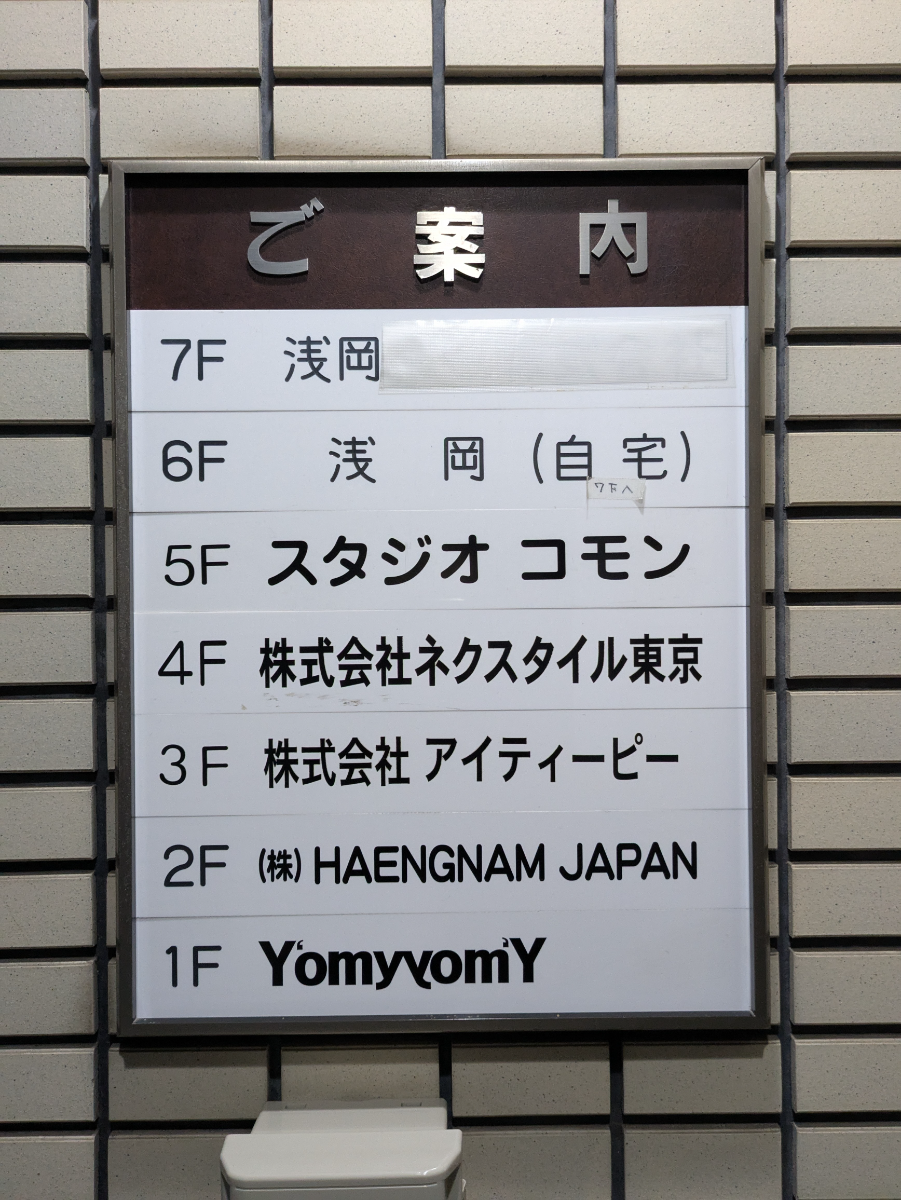 ご案内
7F 浅岡
6F 浅岡（自宅）
7Fへ
5F スタジオ コモン
4F 株式会社ネクスタイル東京
3F 株式会社 アイティーピー
2F (株) HAENGNAM JAPAN
1F Y'omyyom'Y